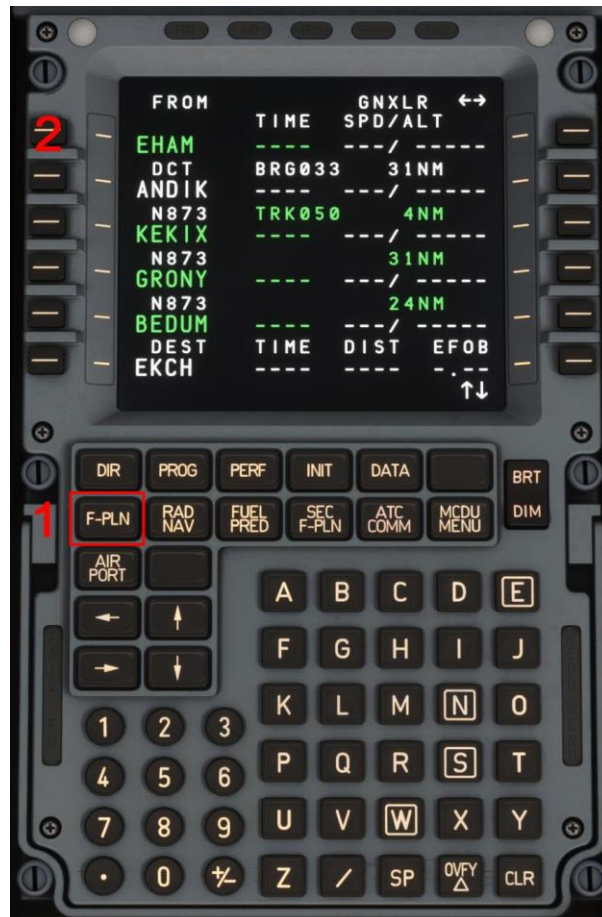 FROM GNXLR ←→
TIME SPD/ALT
EHAM ---- ---/ -----
DCT BRG033 31NM
ANDIK ---- ---/ -----
N873 TRK050 4NM
KEKIX ---- ---/ -----
N873 31NM
GRONY ---- ---/ -----
N873 24NM
BEDUM ---- ---/ -----
DEST TIME DIST EFOB
EKCH ---- ---- -.--
↑↓
2
1
DIR PROG PERF INIT DATA
BRT
DIM
F-PLN RAD NAV FUEL PRED SEC F-PLN ATC COMM MCDU MENU
AIR PORT
← ↑
→ ↓
A B C D E
F G H I J
K L M N O
P Q R S T
U V W X Y
Z / SP OVFY △ CLR
1 2 3
4 5 6
7 8 9
. 0 +/-